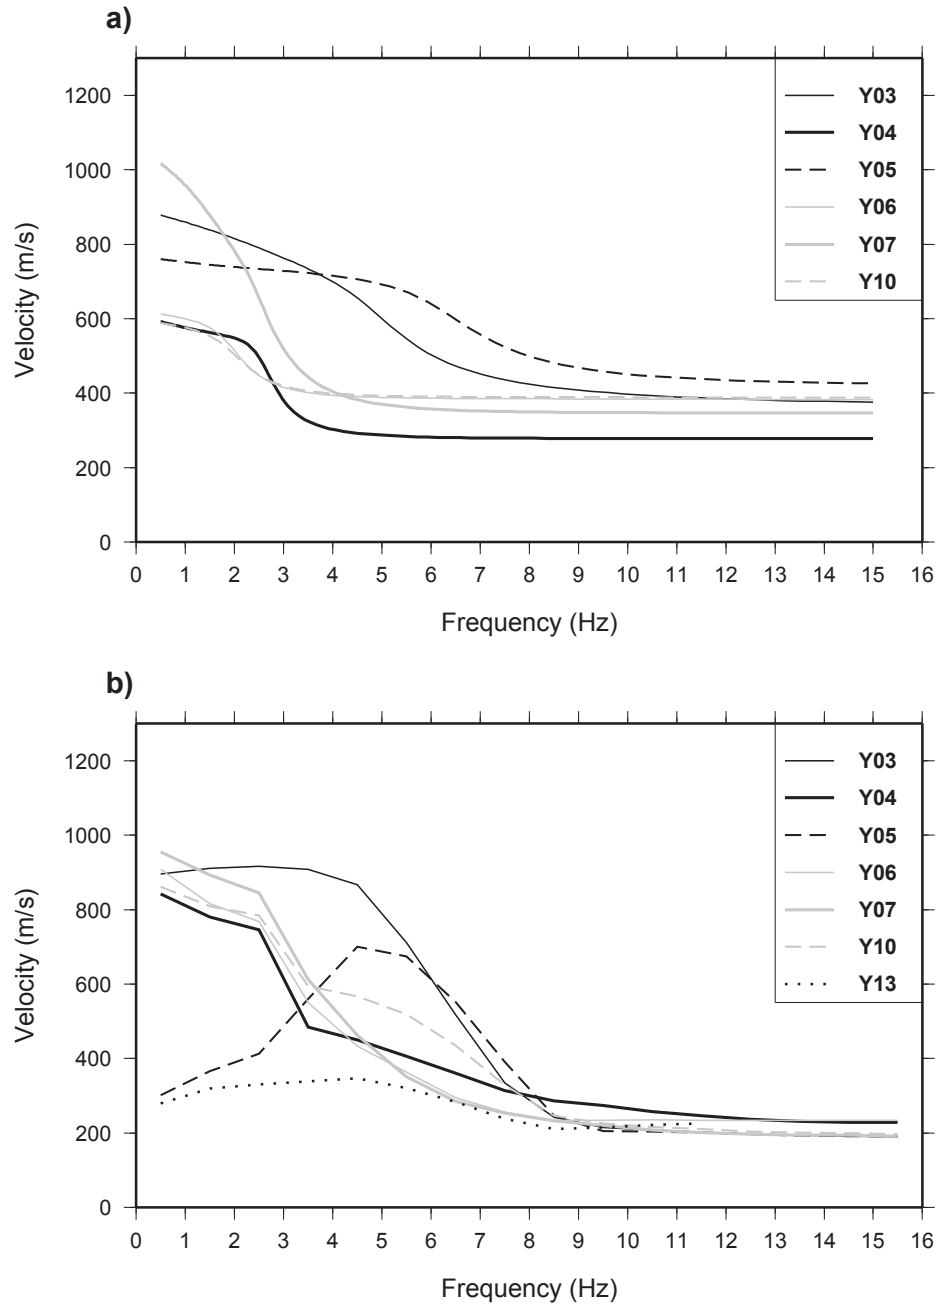 a)
1200
1000
800
600
400
200
0
Velocity (m/s)
Y03
Y04
Y05
Y06
Y07
Y10
0 1 2 3 4 5 6 7 8 9 10 11 12 13 14 15 16
Frequency (Hz)
b)
1200
1000
800
600
400
200
0
Velocity (m/s)
Y03
Y04
Y05
Y06
Y07
Y10
Y13
0 1 2 3 4 5 6 7 8 9 10 11 12 13 14 15 16
Frequency (Hz)